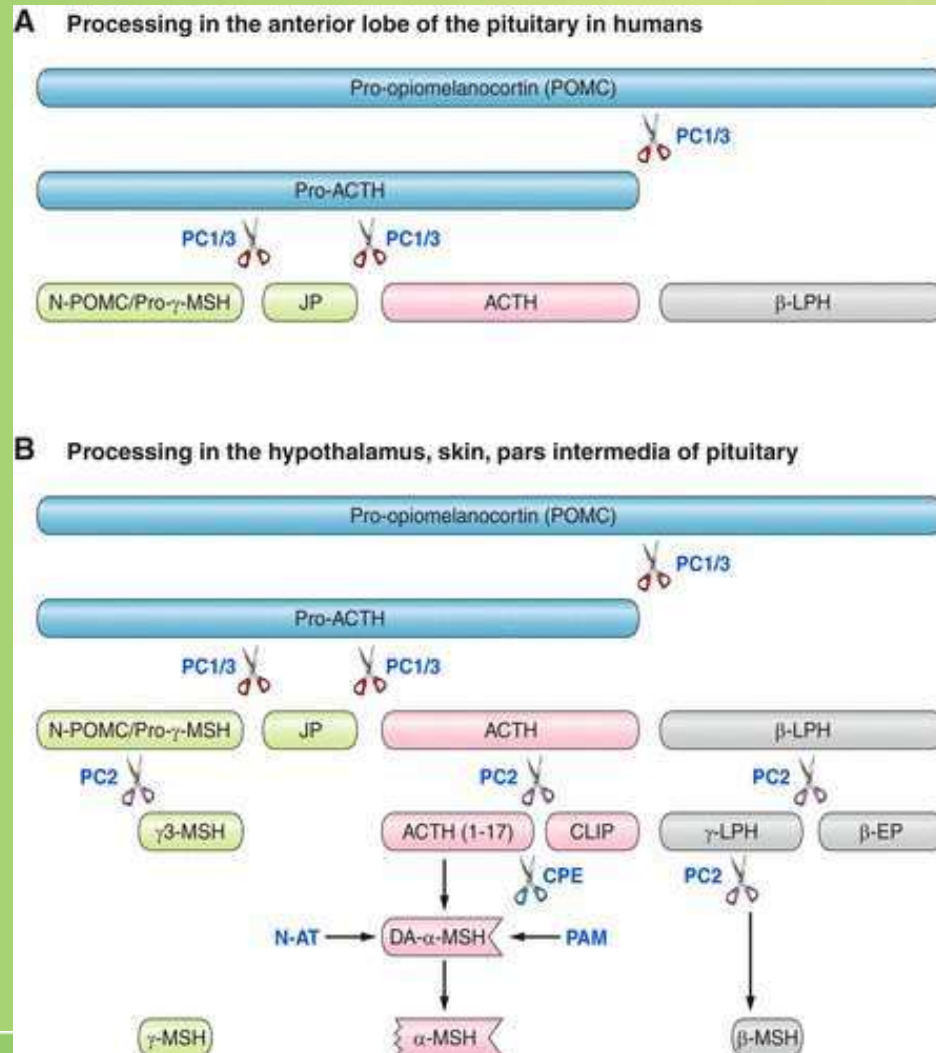 A Processing in the anterior lobe of the pituitary in humans
Pro-opiomelanocortin (POMC)
PC1/3
Pro-ACTH
PC1/3 PC1/3
N-POMC/Pro-γ-MSH JP ACTH β-LPH
B Processing in the hypothalamus, skin, pars intermedia of pituitary
Pro-opiomelanocortin (POMC)
PC1/3
Pro-ACTH
PC1/3 PC1/3
N-POMC/Pro-γ-MSH JP ACTH β-LPH
PC2 PC2 PC2
γ3-MSH ACTH (1-17) CLIP γ-LPH β-EP
CPE PC2
N-AT DA-α-MSH PAM
γ-MSH α-MSH β-MSH